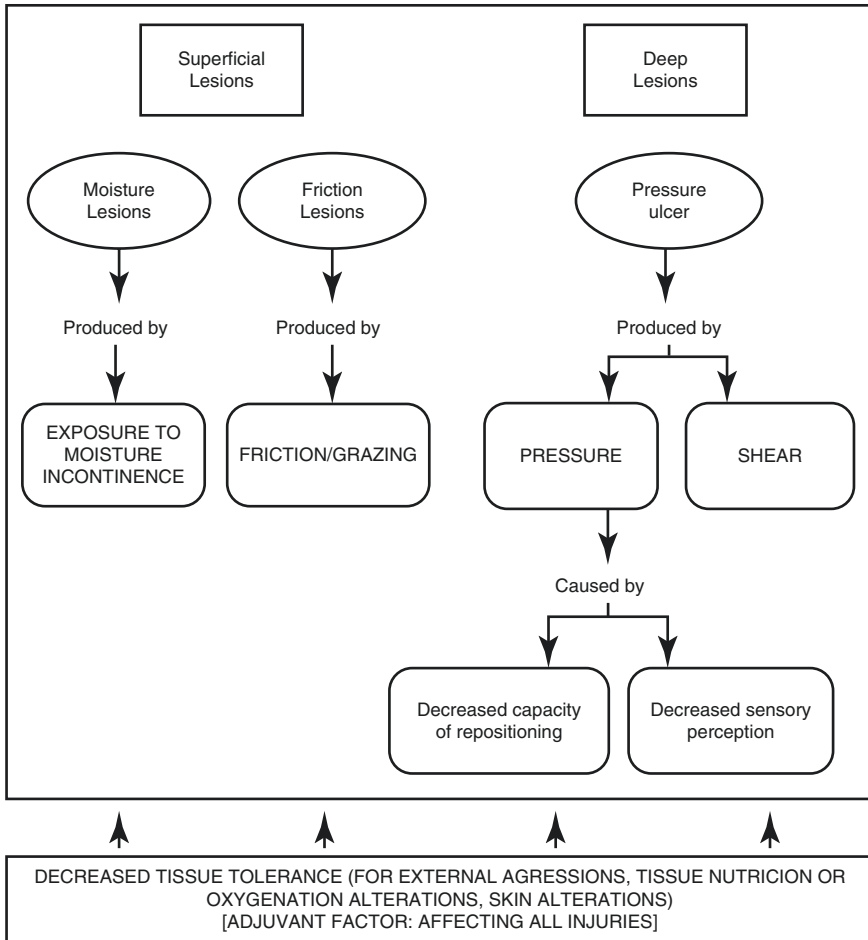 Superficial
Lesions
Deep
Lesions
Moisture
Lesions
Friction
Lesions
Pressure
ulcer
Produced by
Produced by
Produced by
EXPOSURE TO
MOISTURE
INCONTINENCE
FRICTION/GRAZING
PRESSURE
SHEAR
Caused by
Decreased capacity
of repositioning
Decreased sensory
perception
DECREASED TISSUE TOLERANCE (FOR EXTERNAL AGRESSIONS, TISSUE NUTRICION OR
OXYGENATION ALTERATIONS, SKIN ALTERATIONS)
[ADJUVANT FACTOR: AFFECTING ALL INJURIES]